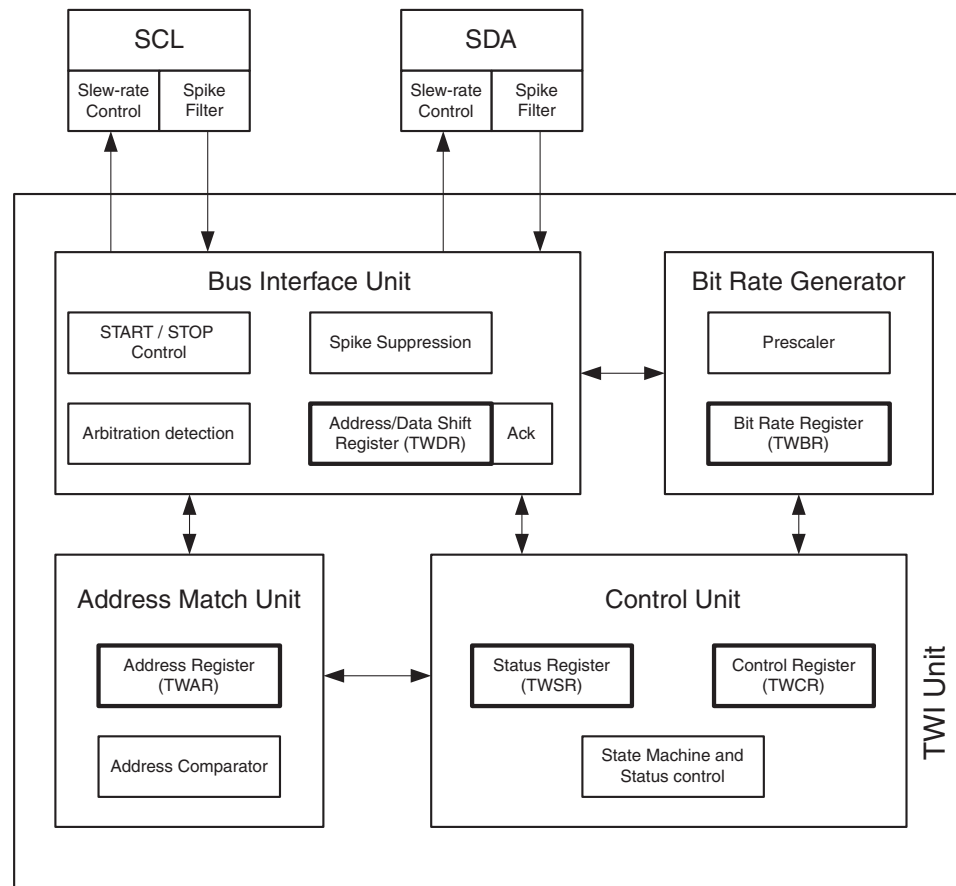 SCL
Slew-rate
Control
Spike
Filter
SDA
Slew-rate
Control
Spike
Filter
Bus Interface Unit
START / STOP
Control
Spike Suppression
Arbitration detection
Address/Data Shift
Register (TWDR)
Ack
Bit Rate Generator
Prescaler
Bit Rate Register
(TWBR)
Address Match Unit
Address Register
(TWAR)
Address Comparator
Control Unit
Status Register
(TWSR)
Control Register
(TWCR)
State Machine and
Status control
TWI Unit